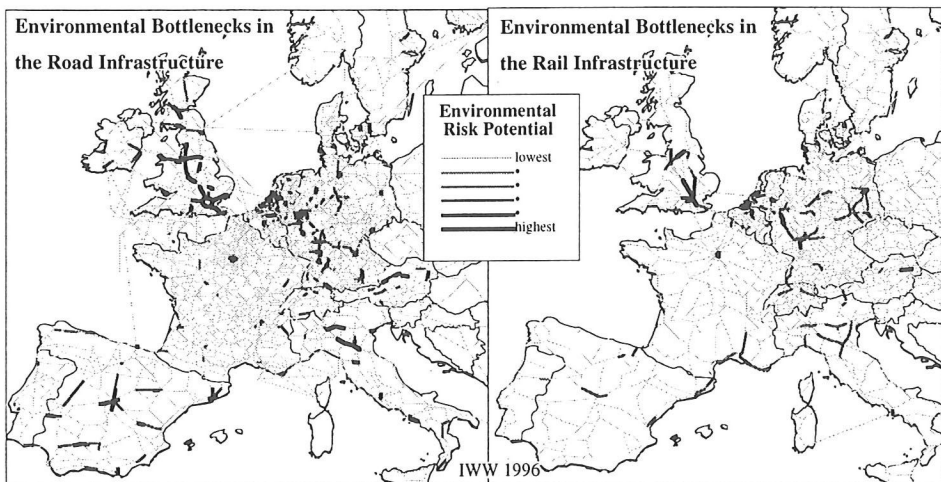 Environmental Bottlenecks in
the Road Infrastructure
Environmental Bottlenecks in
the Rail Infrastructure
Environmental
Risk Potential
lowest
highest
IWW 1996